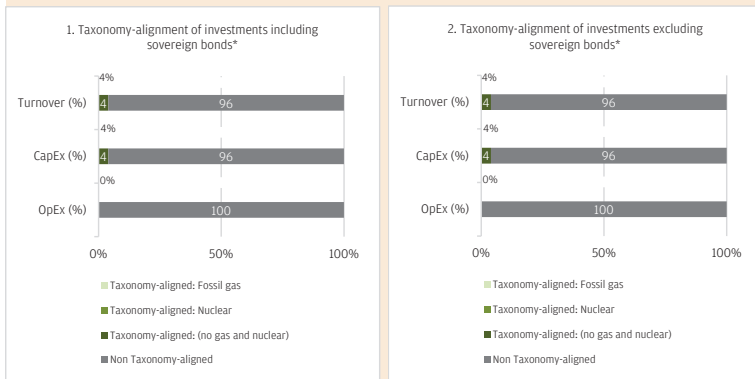 1. Taxonomy-alignment of investments including
sovereign bonds*
4%
Turnover (%)
4
96
4%
CapEx (%)
4
96
0%
OpEx (%)
100
0%
50%
100%
Taxonomy-aligned: Fossil gas
Taxonomy-aligned: Nuclear
Taxonomy-aligned: (no gas and nuclear)
Non Taxonomy-aligned
2. Taxonomy-alignment of investments excluding
sovereign bonds*
4%
Turnover (%)
4
96
4%
CapEx (%)
4
96
0%
OpEx (%)
100
0%
50%
100%
Taxonomy-aligned: Fossil gas
Taxonomy-aligned: Nuclear
Taxonomy-aligned: (no gas and nuclear)
Non Taxonomy-aligned